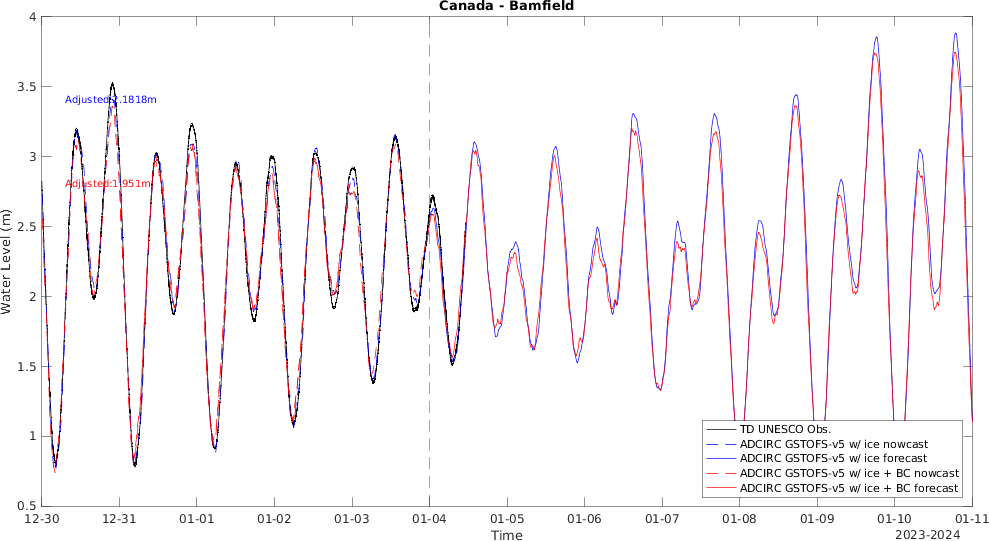 Canada - Bamfield
Water Level (m)
4
3.5
3
2.5
2
1.5
1
0.5
Adjusted:2.1818m
Adjusted:1.951m
TD UNESCO Obs.
ADCIRC GSTOFS-v5 w/ ice nowcast
ADCIRC GSTOFS-v5 w/ ice forecast
ADCIRC GSTOFS-v5 w/ ice + BC nowcast
ADCIRC GSTOFS-v5 w/ ice + BC forecast
12-30 12-31 01-01 01-02 01-03 01-04 01-05 01-06 01-07 01-08 01-09 01-10 01-11
Time
2023-2024